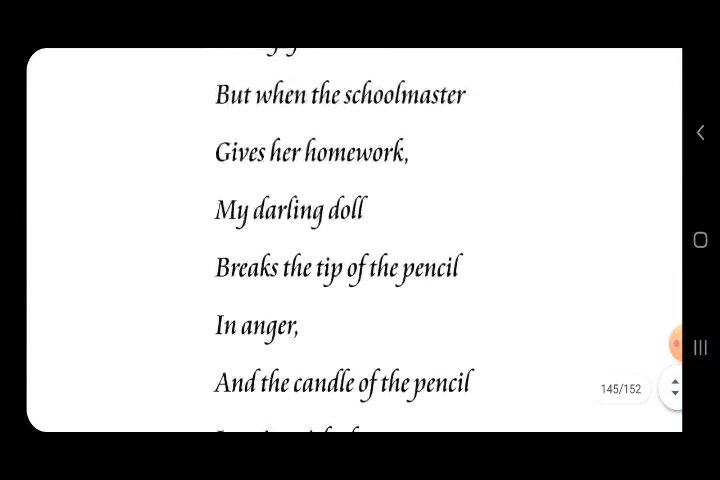 But when the schoolmaster
Gives her homework,
My darling doll
Breaks the tip of the pencil
In anger,
And the candle of the pencil
145/152